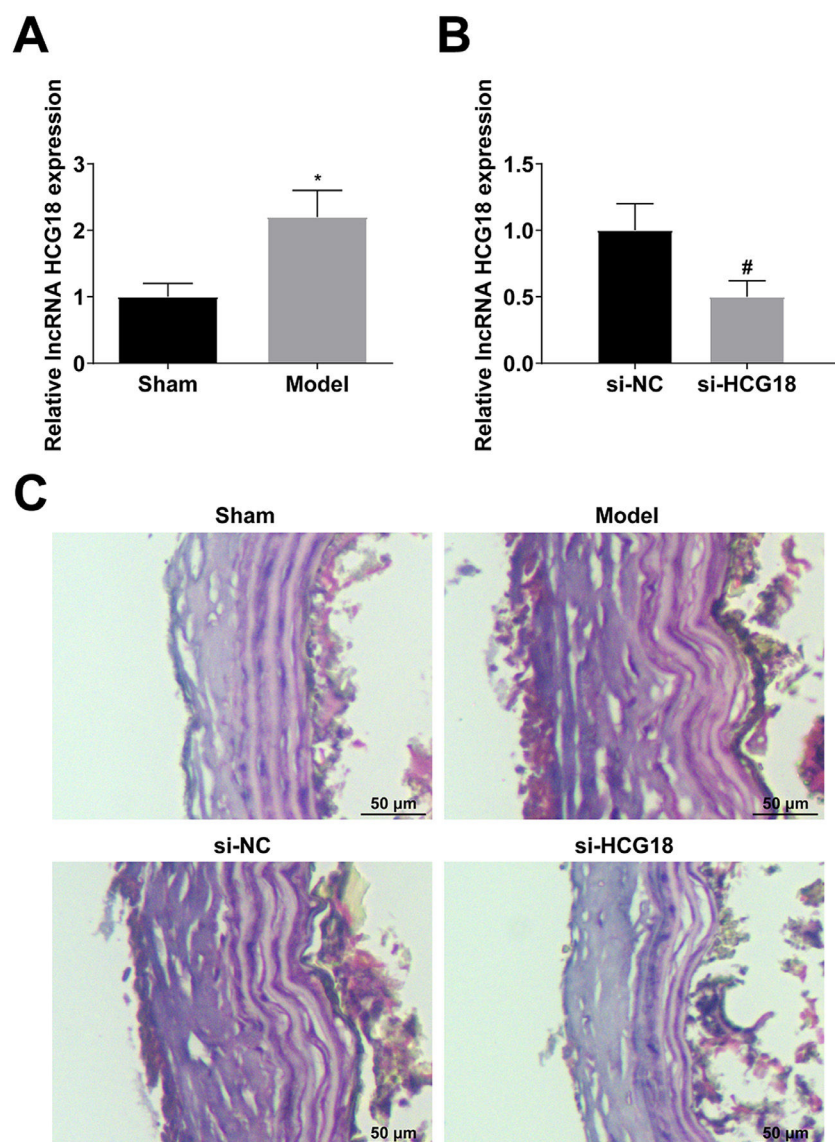 A
B
Relative lncRNA HCG18 expression
3
2
1
0
*
Sham
Model
Relative lncRNA HCG18 expression
1.5
1.0
0.5
0.0
#
si-NC
si-HCG18
C
Sham
Model
50 µm
50 µm
si-NC
si-HCG18
50 µm
50 µm